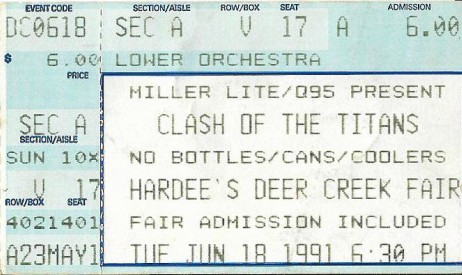 EVENT CODE SECTION/AISLE ROW/BOX SEAT ADMISSION
DC0618 SEC A V 17 A 6.00
$ 6.00 LOWER ORCHESTRA
PRICE
MILLER LITE/Q95 PRESENT
SEC A CLASH OF THE TITANS
SECTION/AISLE
SUN 10X NO BOTTLES/CANS/COOLERS
V 17 HARDEE'S DEER CREEK FAIR
ROW/BOX SEAT
4021401 FAIR ADMISSION INCLUDED
A23MAY1 TUE JUN 18 1991 6:30 PM